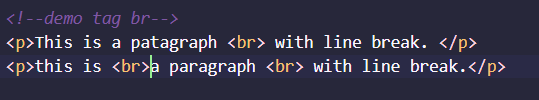 <!--demo tag br-->
<p>This is a patagraph <br> with line break. </p>
<p>this is <br>a paragraph <br> with line break.</p>